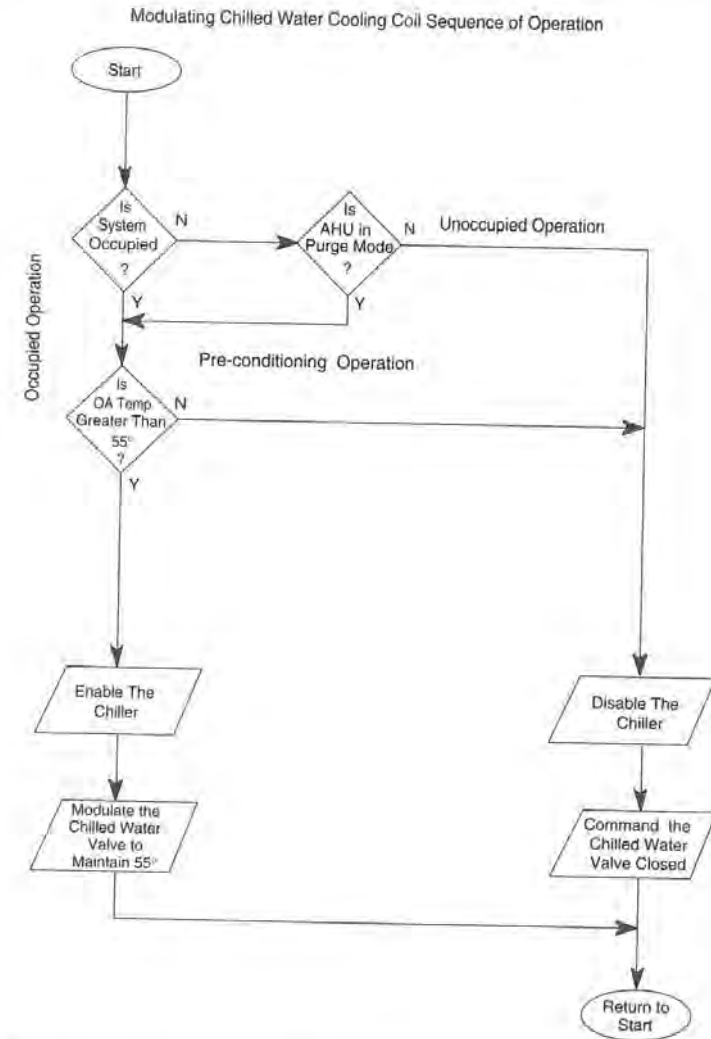 Modulating Chilled Water Cooling Coil Sequence of Operation
Start
Is
System
Occupied
?
N
Y
Is
AHU in
Purge Mode
?
N
Y
Unoccupied Operation
Occupied Operation
Pre-conditioning Operation
Is
OA Temp
Greater Than
55°
?
N
Y
Enable The
Chiller
Disable The
Chiller
Modulate the
Chilled Water
Valve to
Maintain 55°
Command the
Chilled Water
Valve Closed
Return to
Start